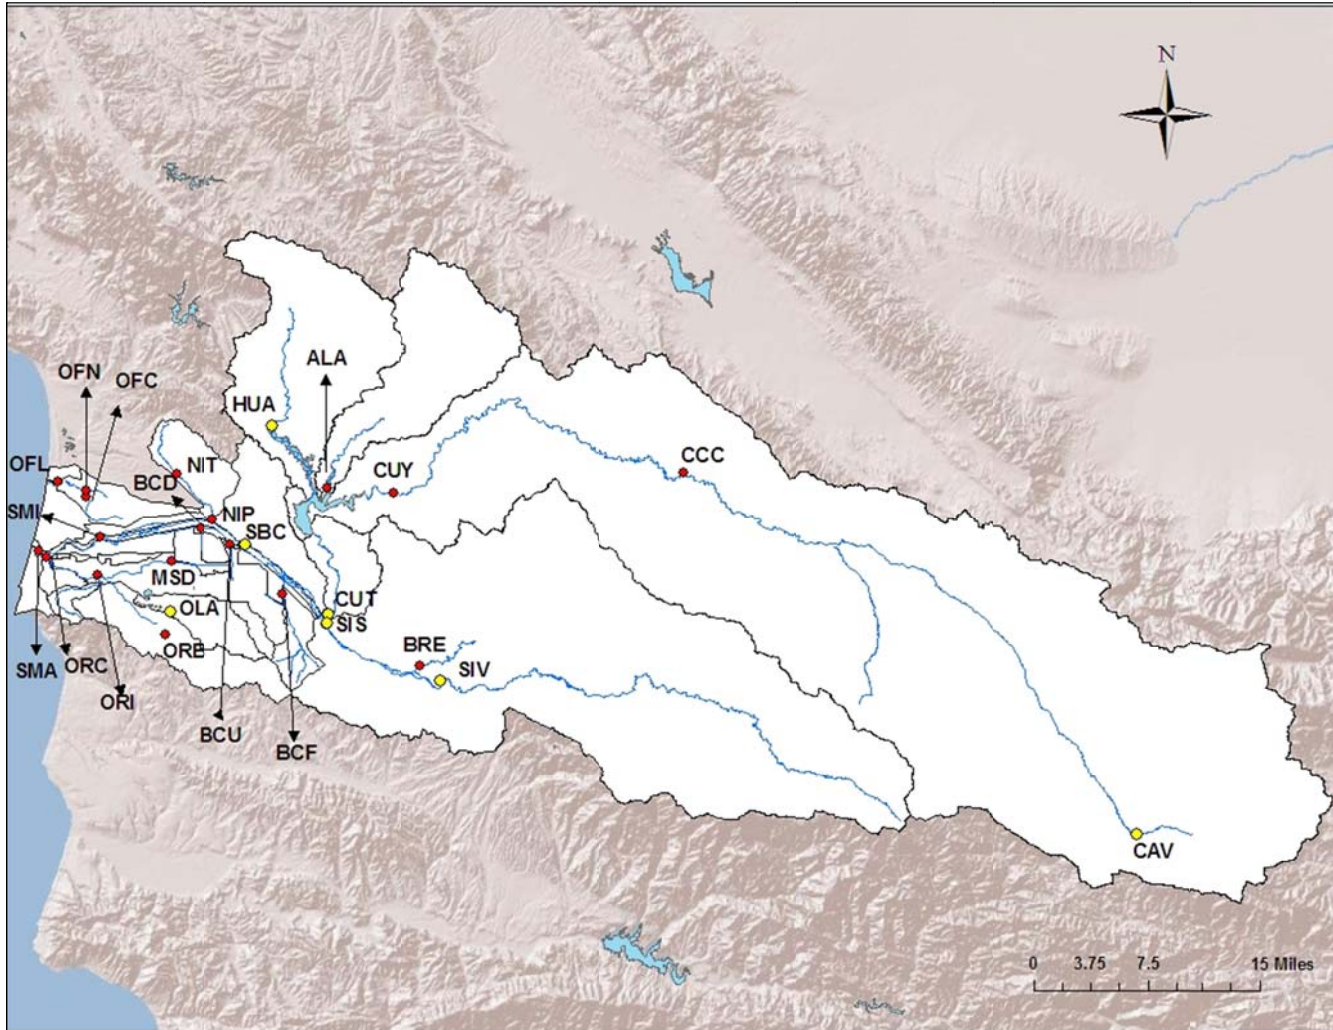 N
ALA
OFN
OFC
HUA
OFL
NIT
BCD
CUY
CCC
SMI
NIP
SBC
MSD
CUT
OLA
SIS
ORE
BRE
SIV
SMA
ORC
ORI
BCU
BCF
CAV
0 3.75 7.5 15 Miles